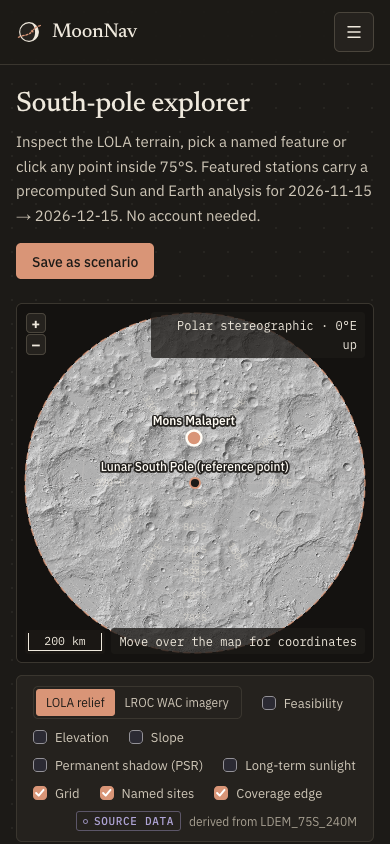 MoonNav
South-pole explorer
Inspect the LOLA terrain, pick a named feature or
click any point inside 75°S. Featured stations carry a
precomputed Sun and Earth analysis for 2026-11-15
→ 2026-12-15. No account needed.
Save as scenario
+
−
Polar stereographic · 0°E
up
Mons Malapert
Lunar South Pole (reference point)
200 km
Move over the map for coordinates
LOLA relief
LROC WAC imagery
Feasibility
Elevation
Slope
Permanent shadow (PSR)
Long-term sunlight
Grid
Named sites
Coverage edge
SOURCE DATA
derived from LDEM_75S_240M